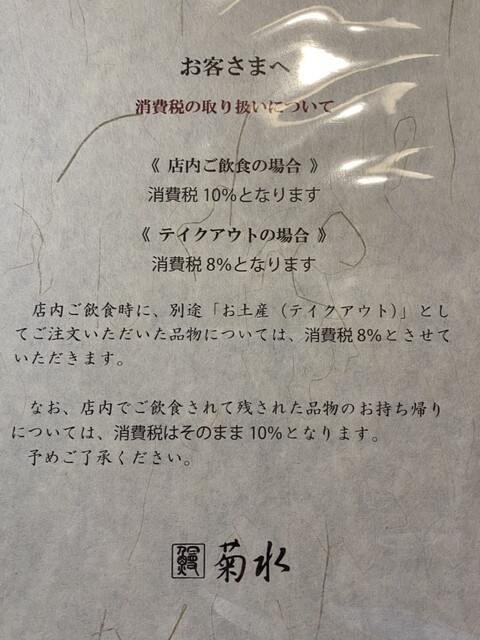 お客さまへ
消費税の取り扱いについて
《 店内ご飲食の場合 》
消費税 10%となります
《 テイクアウトの場合 》
消費税 8%となります
店内ご飲食時に、別途「お土産（テイクアウト）」とし
てご注文いただいた品物については、消費税 8%とさせて
いただきます。
なお、店内でご飲食されて残された品物のお持ち帰り
については、消費税はそのまま 10%となります。
予めご了承ください。
鰻 菊水